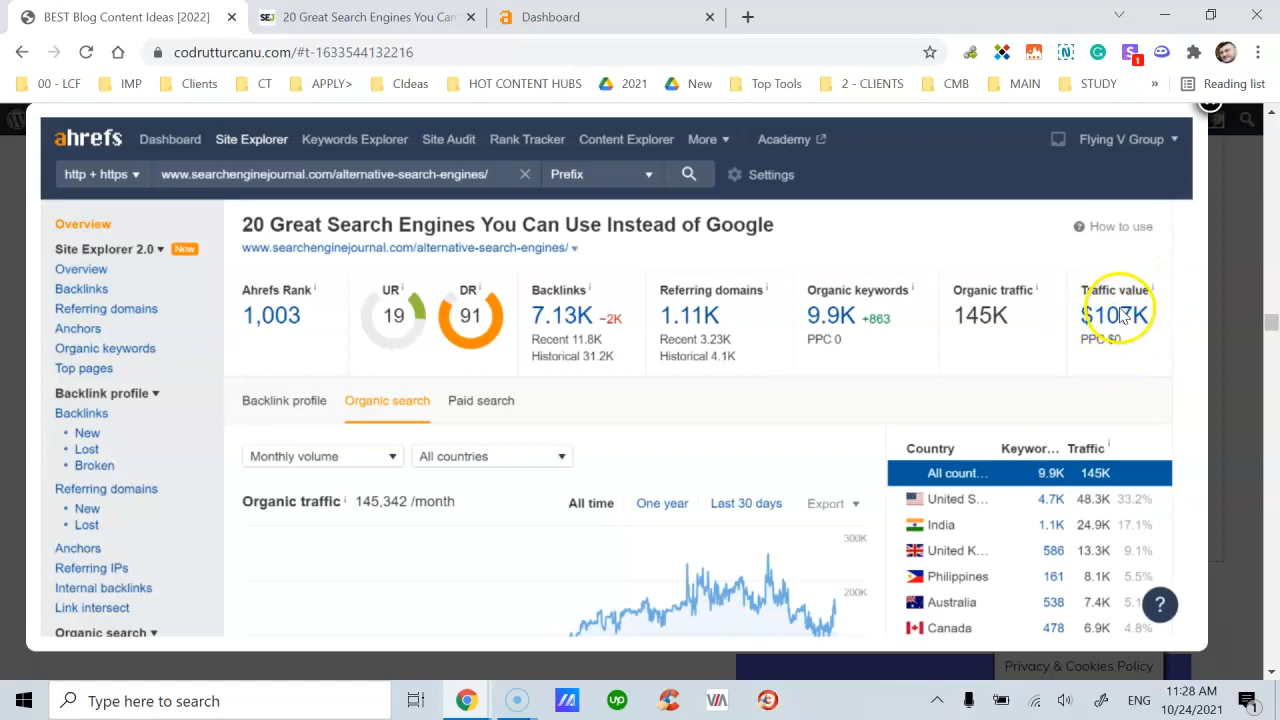 BEST Blog Content Ideas [2022]
SEJ 20 Great Search Engines You Can
Dashboard
codrutturcanu.com/#t-1633544132216
1
00 - LCF IMP Clients CT APPLY> CIdeas HOT CONTENT HUBS 2021 New Top Tools 2 - CLIENTS CMB MAIN STUDY » Reading list
ahrefs Dashboard Site Explorer Keywords Explorer Site Audit Rank Tracker Content Explorer More Academy Flying V Group
http + https www.searchenginejournal.com/alternative-search-engines/ Prefix Settings
Overview
Site Explorer 2.0 New
Overview
Backlinks
Referring domains
Anchors
Organic keywords
Top pages
Backlink profile
Backlinks
• New
• Lost
• Broken
Referring domains
• New
• Lost
Anchors
Referring IPs
Internal backlinks
Link intersect
Organic search
20 Great Search Engines You Can Use Instead of Google
How to use
www.searchenginejournal.com/alternative-search-engines/
Ahrefs Rank
1,003
UR
19
DR
91
Backlinks
7.13K −2K
Recent 11.8K
Historical 31.2K
Referring domains
1.11K
Recent 3.23K
Historical 4.1K
Organic keywords
9.9K +863
PPC 0
Organic traffic
145K
Traffic value
$107K
PPC $0
Backlink profile Organic search Paid search
Monthly volume All countries
Organic traffic 145,342 /month
All time One year Last 30 days Export
300K
200K
Country Keywor... Traffic
All count... 9.9K 145K
United S... 4.7K 48.3K 33.2%
India 1.1K 24.9K 17.1%
United K... 586 13.3K 9.1%
Philippines 161 8.1K 5.5%
Australia 538 7.4K
Canada 478 6.9K 4.8%
?
Privacy & Cookies Policy
Type here to search
up
VIA
ENG
11:28 AM
10/24/2021
1